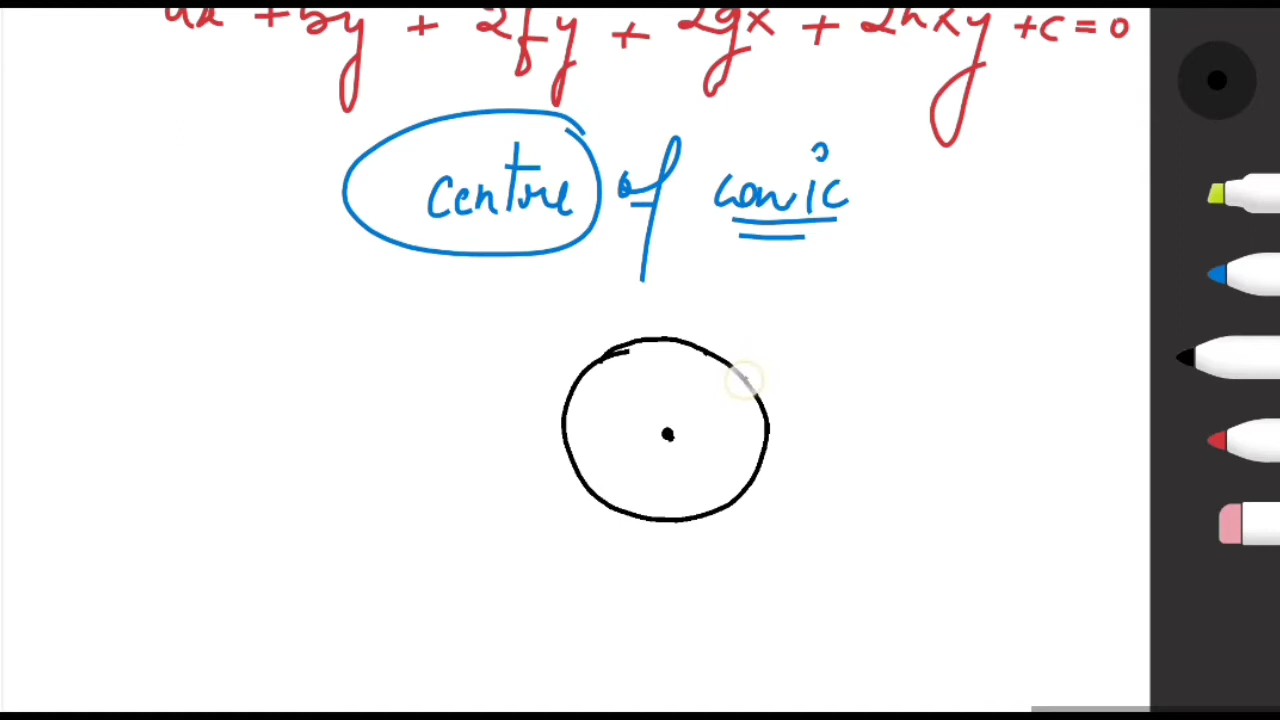 ax + by + 2fy + 2gx + 2hxy + c = 0
centre of conic